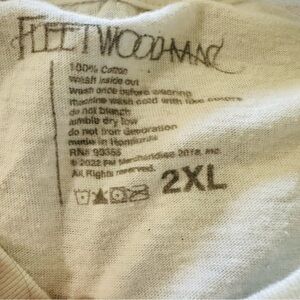 FLEETWOOD MAC
100% Cotton
wash inside out
wash once before wearing
machine wash cold with like colors
do not bleach
tumble dry low
do not iron decoration
made in Honduras
RN# 93365
© 2022 FM Merchandise 2018, Inc.
All Rights reserved.
2XL